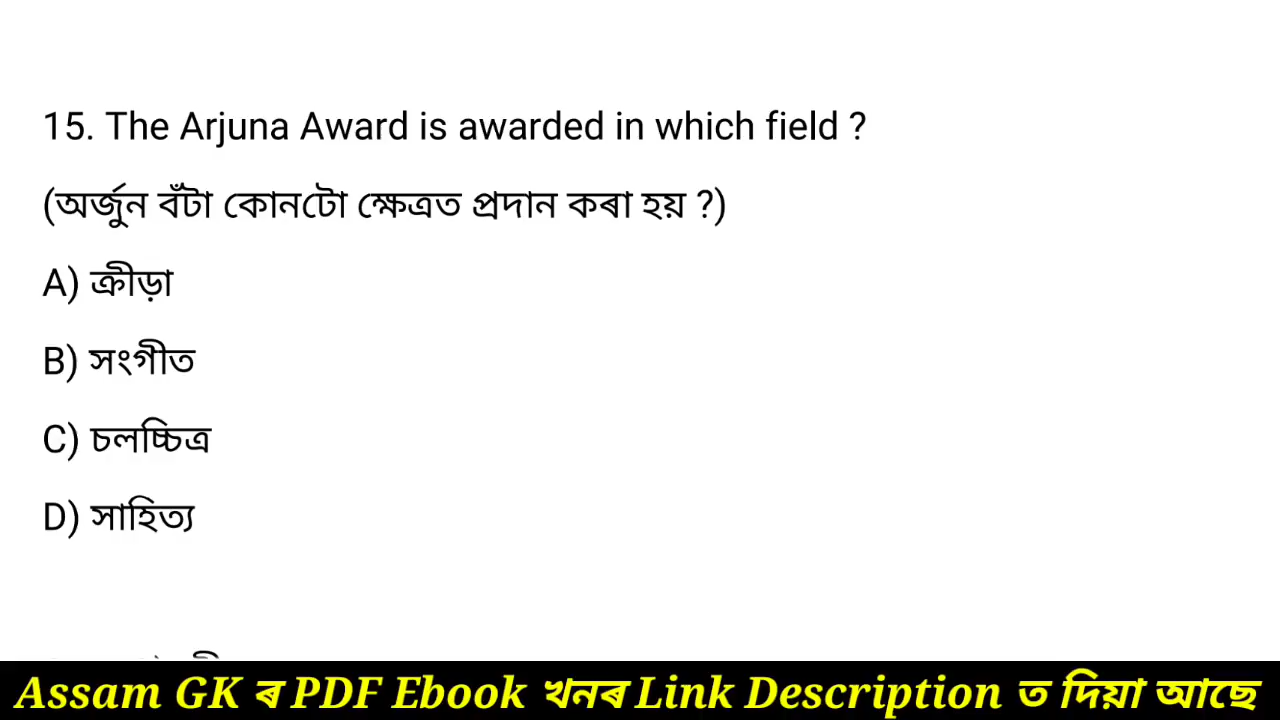 15. The Arjuna Award is awarded in which field ?
(অৰ্জুন বঁটা কোনটো ক্ষেত্ৰত প্ৰদান কৰা হয় ?)
A) ক্ৰীড়া
B) সংগীত
C) চলচ্চিত্ৰ
D) সাহিত্য
Assam GK ৰ PDF Ebook খনৰ Link Description ত দিয়া আছে